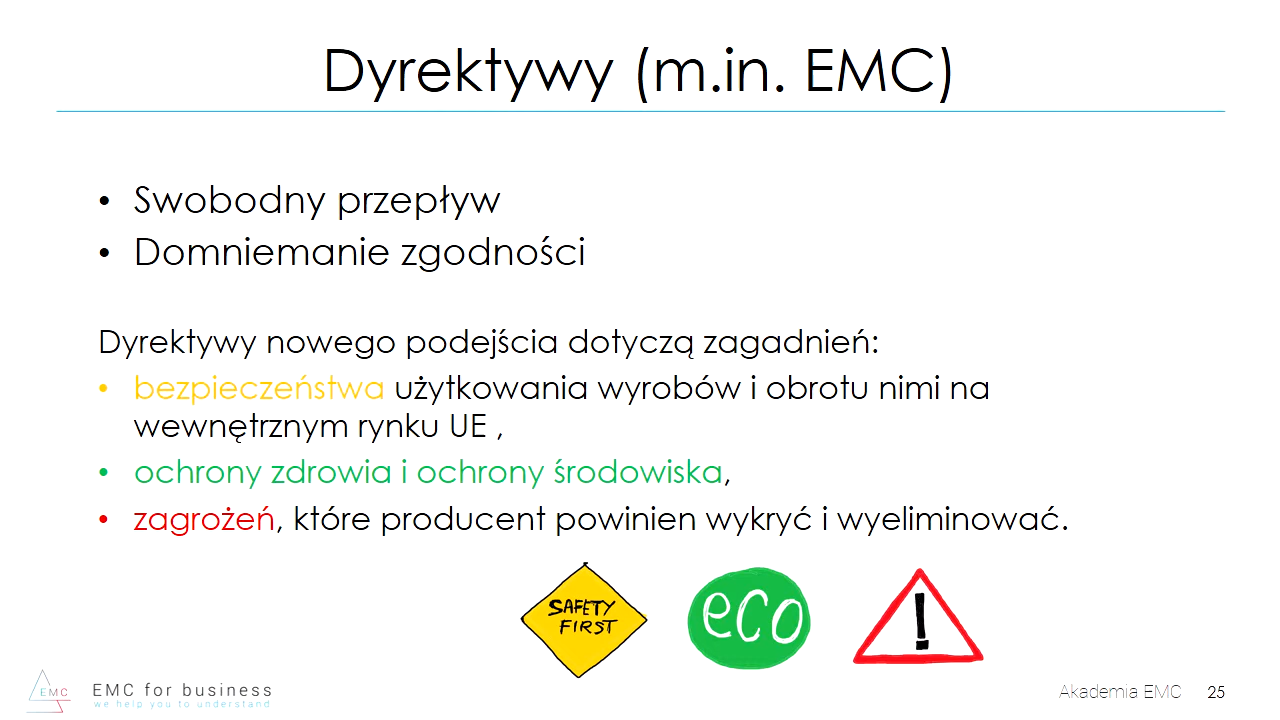 Dyrektywy (m.in. EMC)
• Swobodny przepływ
• Domniemanie zgodności
Dyrektywy nowego podejścia dotyczą zagadnień:
• bezpieczeństwa użytkowania wyrobów i obrotu nimi na
wewnętrznym rynku UE ,
• ochrony zdrowia i ochrony środowiska,
• zagrożeń, które producent powinien wykryć i wyeliminować.
SAFETY
FIRST
eco
!
EMC
EMC for business
we help you to understand
Akademia EMC 25